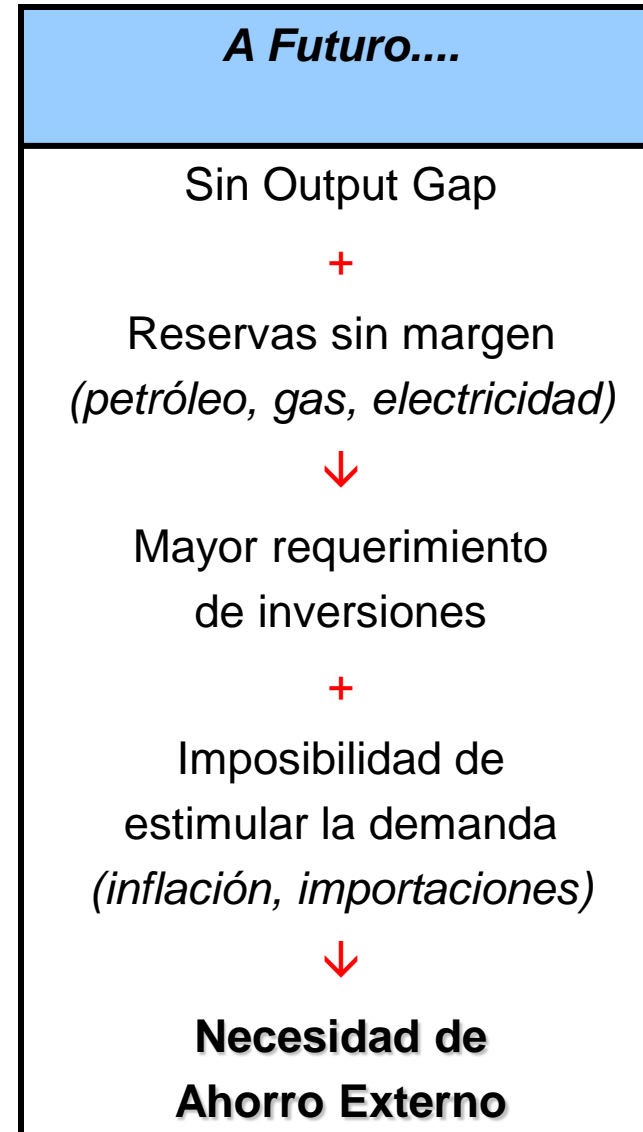 A Futuro....
Sin Output Gap
+
Reservas sin margen
(petróleo, gas, electricidad)
↓
Mayor requerimiento
de inversiones
+
Imposibilidad de
estimular la demanda
(inflación, importaciones)
↓
Necesidad de
Ahorro Externo